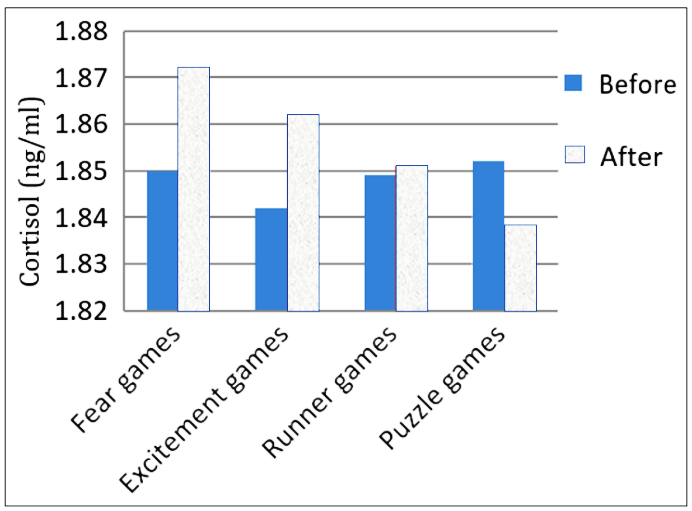 1.88
1.87
1.86
1.85
1.84
1.83
1.82
Cortisol (ng/ml)
Before
After
Fear games
Excitement games
Runner games
Puzzle games